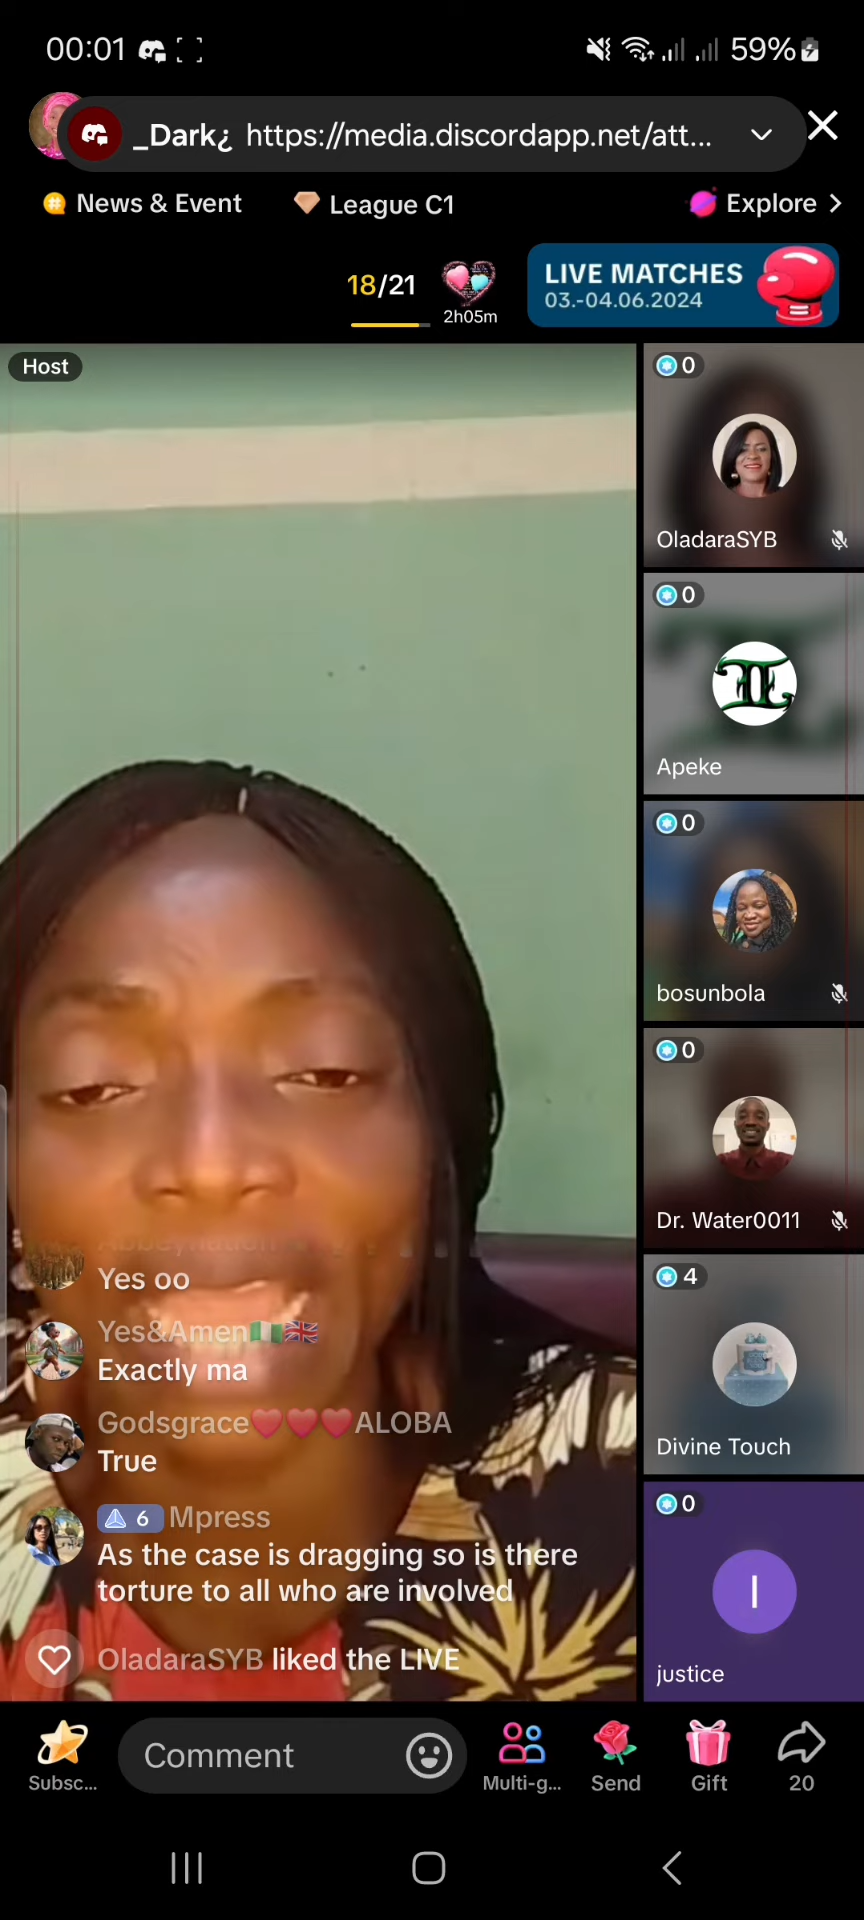 00:01
59%
_Dark¿ https://media.discordapp.net/att...
News & Event
League C1
Explore
18/21
2h05m
LIVE MATCHES
03.-04.06.2024
Host
0
OladaraSYB
0
Apeke
0
bosunbola
0
Dr. Water0011
4
Divine Touch
0
I
justice
Yes oo
Yes&Amen🇳🇬🇬🇧
Exactly ma
Godsgrace❤️❤️❤️ALOBA
True
6 Mpress
As the case is dragging so is there
torture to all who are involved
OladaraSYB liked the LIVE
Subsc...
Comment
Multi-g...
Send
Gift
20